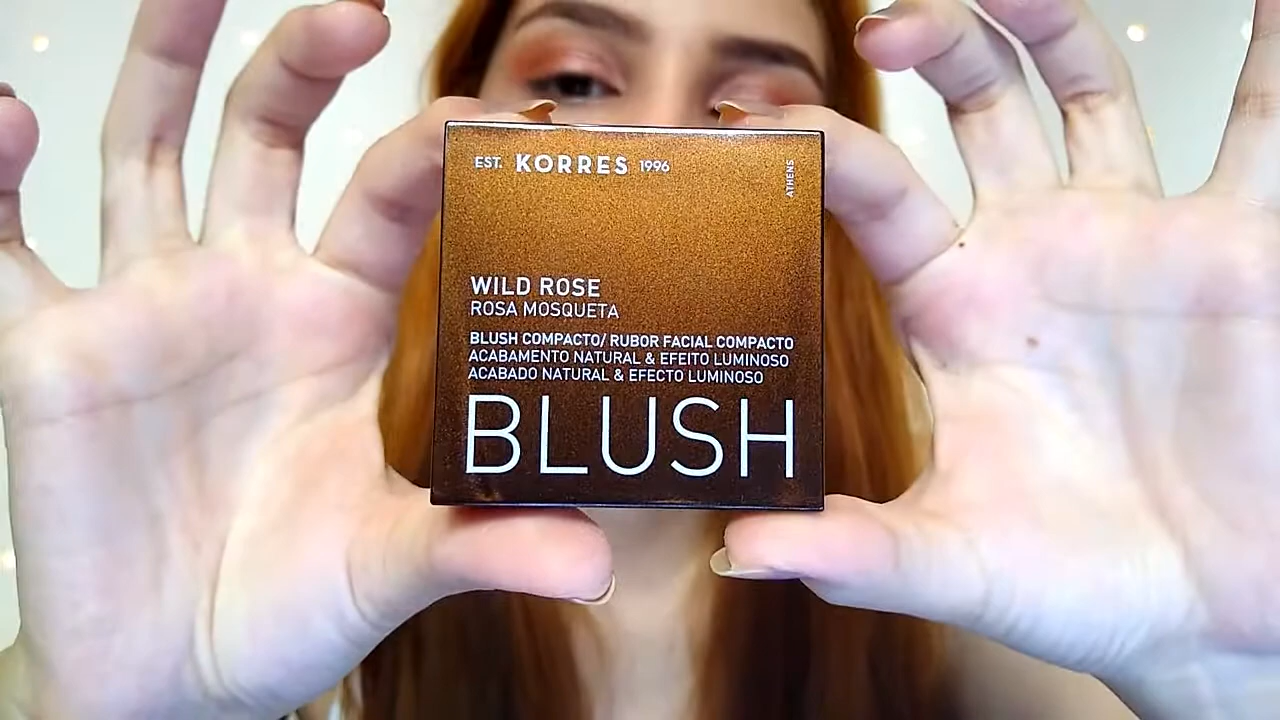 EST. KORRES 1996
ATHENS
WILD ROSE
ROSA MOSQUETA
BLUSH COMPACTO/ RUBOR FACIAL COMPACTO
ACABAMENTO NATURAL & EFEITO LUMINOSO
ACABADO NATURAL & EFECTO LUMINOSO
BLUSH